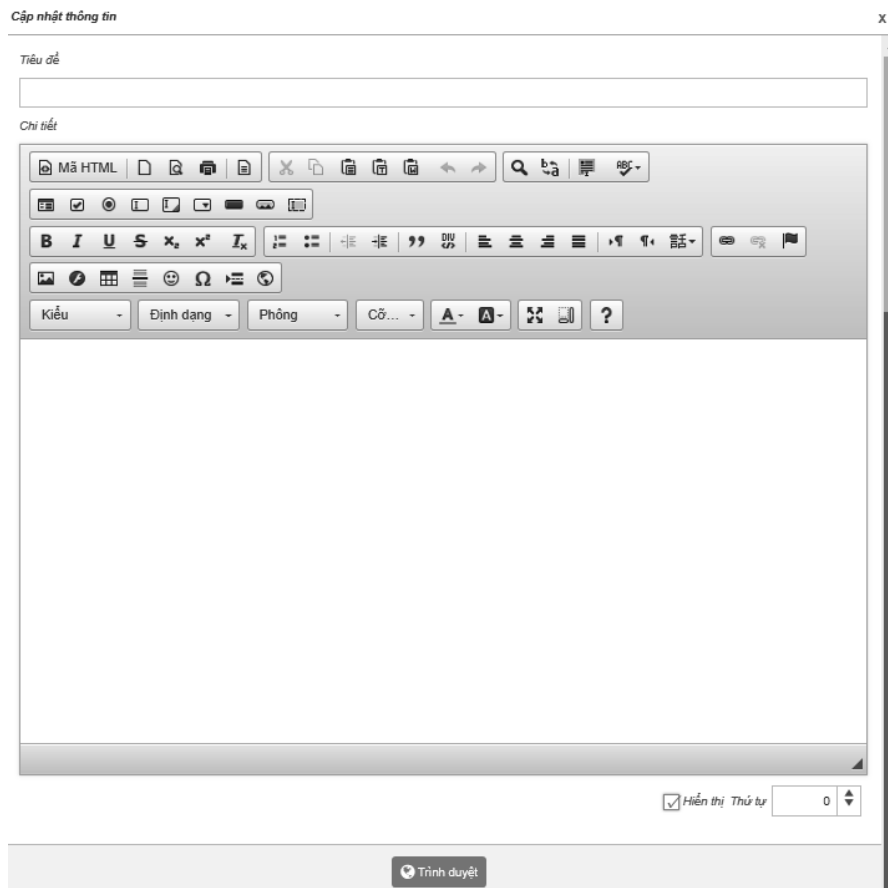 Cập nhật thông tin x
Tiêu đề
Chi tiết
Mã HTML
Kiểu Định dạng Phông Cỡ... A A ?
Hiển thị Thứ tự 0
Trình duyệt